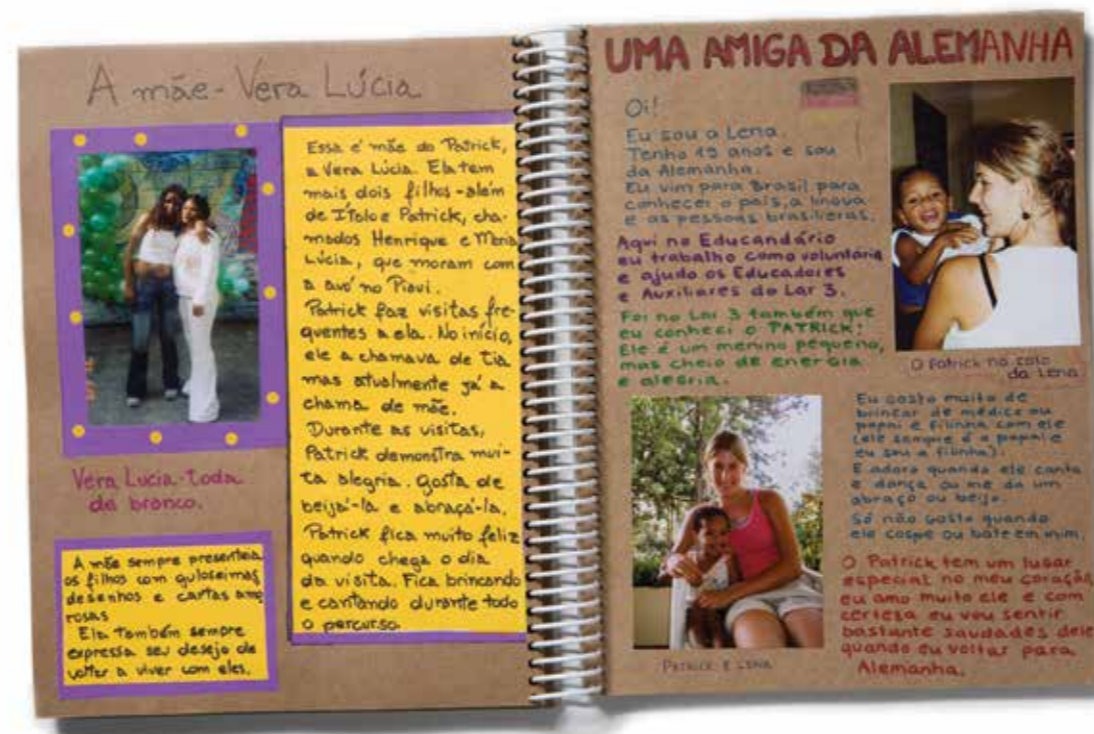 A mãe - Vera Lúcia
Essa é mãe do Patrick,
a Vera Lúcia. Ela tem
mais dois filhos - além
de Ítalo e Patrick, cha-
mados Henrique e Maria
Lúcia, que moram com
a avó no Piaui.
Patrick faz visitas fre-
quentes a ela. No início,
ele a chamava de tia
mas atualmente já a
chama de mãe.
Durante as visitas,
Patrick demonstra mui-
ta alegria. gosta de
beijá-la e abraçá-la.
Patrick fica muito feliz
quando chega o dia
da visita. Fica brincando
e cantando durante todo
o percurso.
Vera Lucia - toda
de branco.
A mãe sempre presenteia
os filhos com guloseimas
desenhos e cartas amo
rosas
Ela também sempre
expressa seu desejo de
voltar a viver com eles.
UMA AMIGA DA ALEMANHA
Oi!
Eu sou a Lena.
Tenho 19 anos e sou
da Alemanha.
Eu vim para Brasil para
conhecer o país, a línova
e as pessoas brasilieras.
Aqui no Educandário
eu trabalho como voluntária
e ajudo os Educadores
e Auxiliares do Lar 3.
Foi no Lar 3 também que
eu conheci o PATRICK!
Ele é um menino pequeno,
mas cheio de energia
e alegria.
O Patrick no colo
da Lena
Eu gosto muito de
brincar de médico ou
papai e filinha com ele
(ele sempre é o papai e
eu sou a filinha).
E adoro quando ele canta
e dança ou me da um
abraço ou beijo.
Só não gosto quando
ele cospe ou bate em mim.
PATRICK E LENA
O Patrick tem um lugar
especial no meu coração,
eu amo muito ele e com
certeza eu vou sentir
bastante saudades dele
quando eu voltar para
Alemanha.